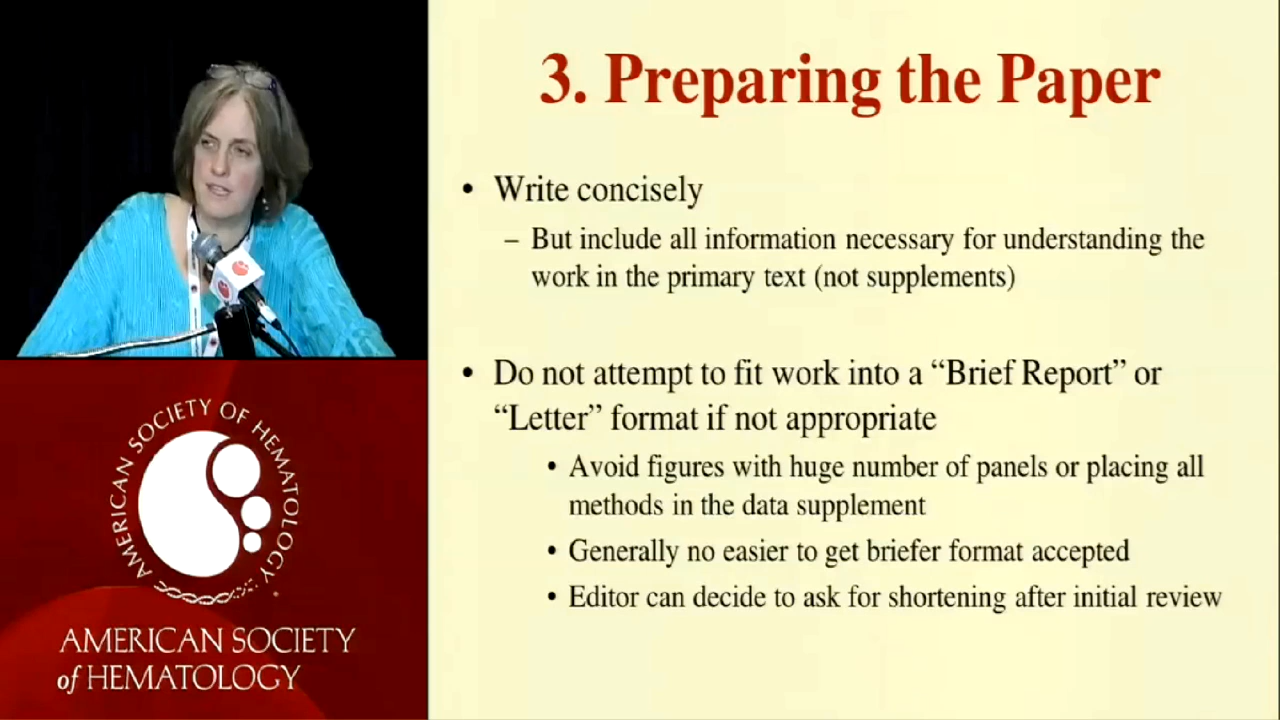 3. Preparing the Paper
• Write concisely
– But include all information necessary for understanding the
work in the primary text (not supplements)
• Do not attempt to fit work into a “Brief Report” or
“Letter” format if not appropriate
• Avoid figures with huge number of panels or placing all
methods in the data supplement
• Generally no easier to get briefer format accepted
• Editor can decide to ask for shortening after initial review
AMERICAN SOCIETY OF HEMATOLOGY
AMERICAN SOCIETY
of HEMATOLOGY